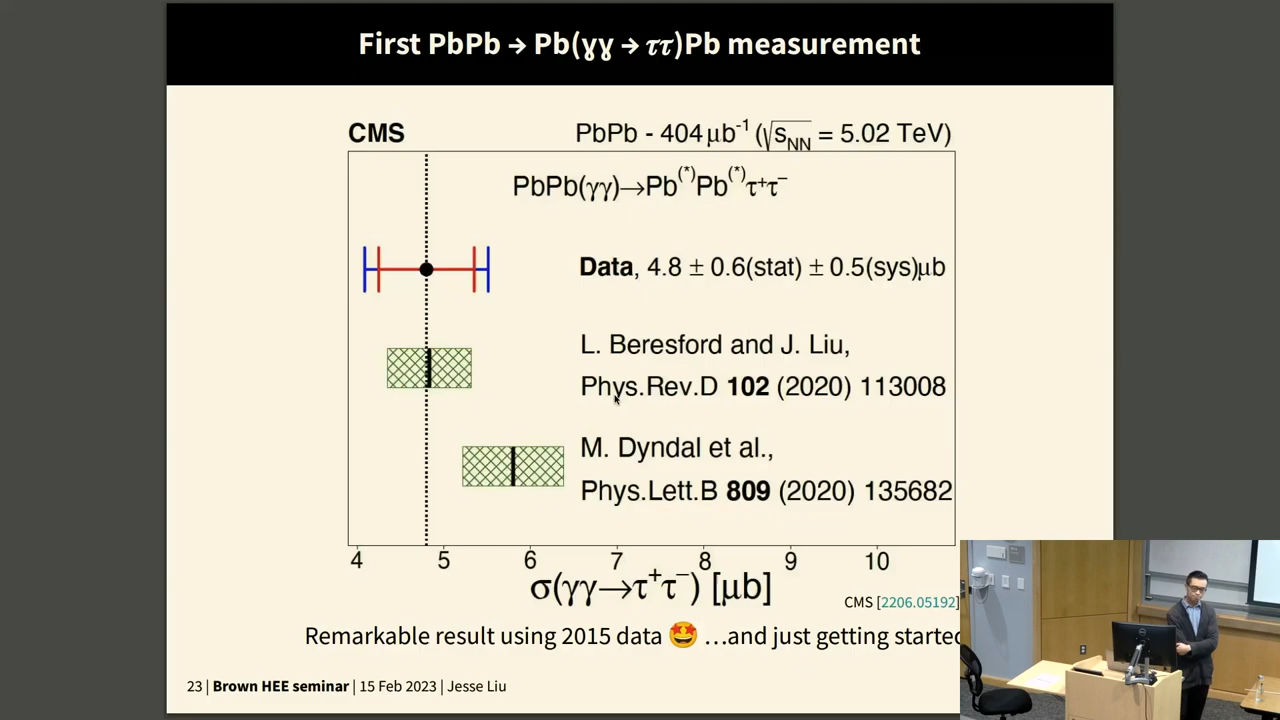 First PbPb → Pb(ɣɣ → ττ)Pb measurement
CMS
PbPb - 404 μb⁻¹ (√sNN = 5.02 TeV)
PbPb(γγ)→Pb⁽*⁾Pb⁽*⁾τ⁺τ⁻
Data, 4.8 ± 0.6(stat) ± 0.5(sys)μb
L. Beresford and J. Liu,
Phys.Rev.D 102 (2020) 113008
M. Dyndal et al.,
Phys.Lett.B 809 (2020) 135682
4 5 6 7 8 9 10
σ(γγ→τ⁺τ⁻) [μb]
CMS [2206.05192]
Remarkable result using 2015 data 🤩 …and just getting started
23 | Brown HEE seminar | 15 Feb 2023 | Jesse Liu